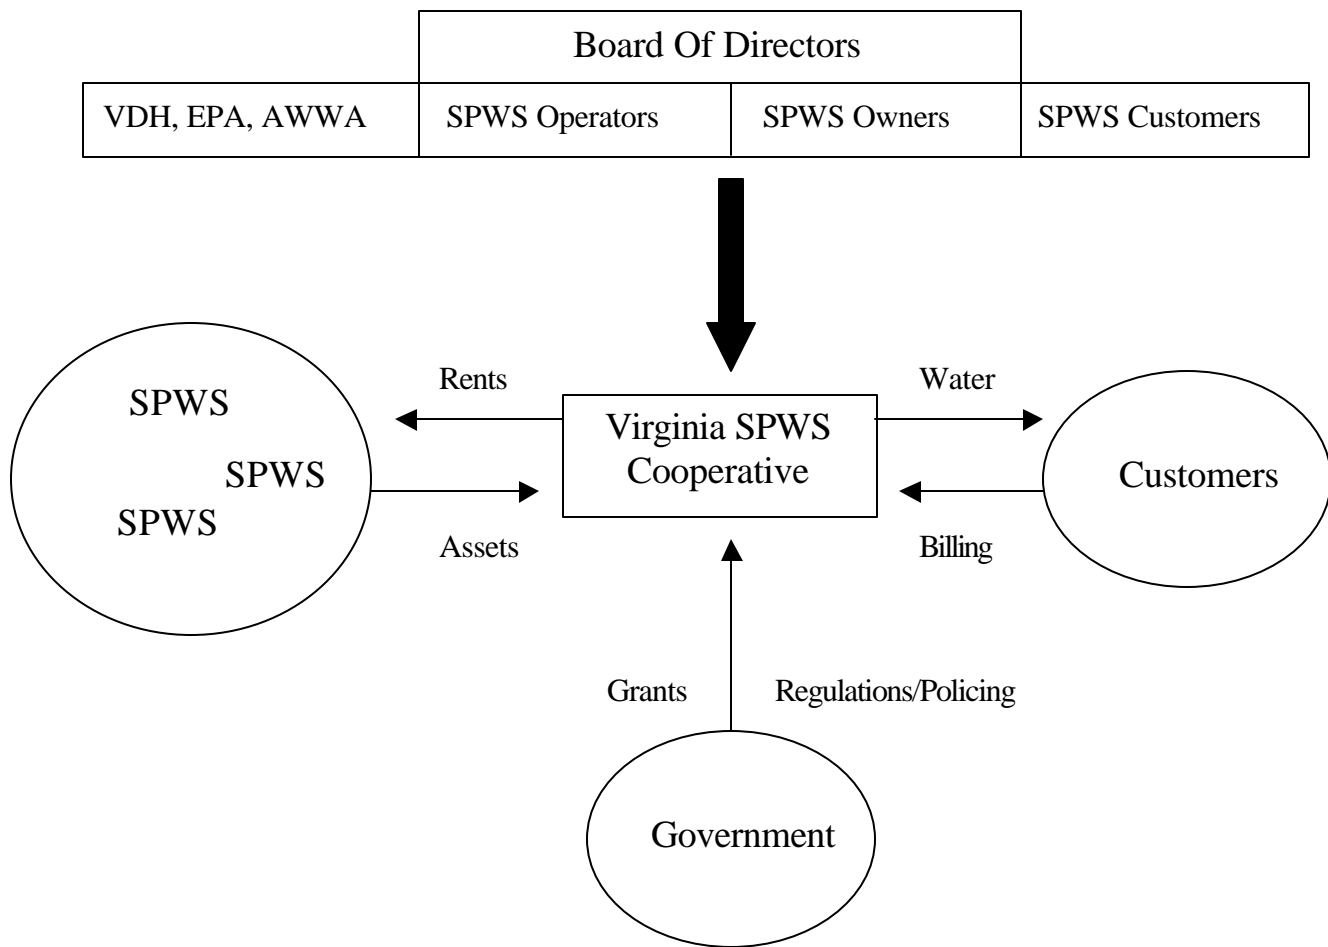 Board Of Directors
VDH, EPA, AWWA
SPWS Operators
SPWS Owners
SPWS Customers
Rents
Water
SPWS
SPWS
SPWS
Virginia SPWS
Cooperative
Customers
Assets
Billing
Grants
Regulations/Policing
Government